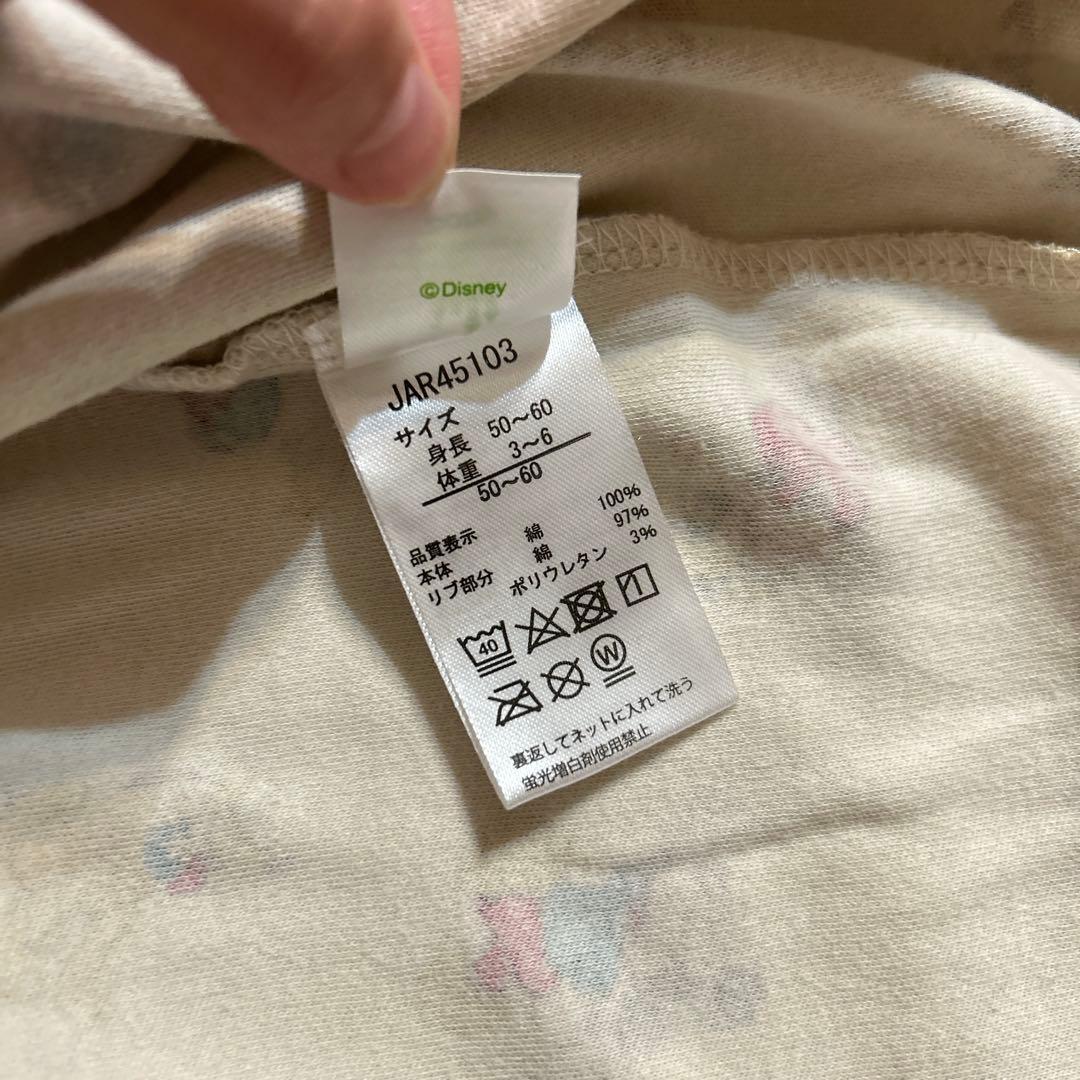 ©Disney
JAR45103
サイズ
身長 50～60
体重 3～6
50～60
品質表示
本体 綿 100%
リブ部分 綿 97%
ポリウレタン 3%
40
W
裏返してネットに入れて洗う
蛍光増白剤使用禁止